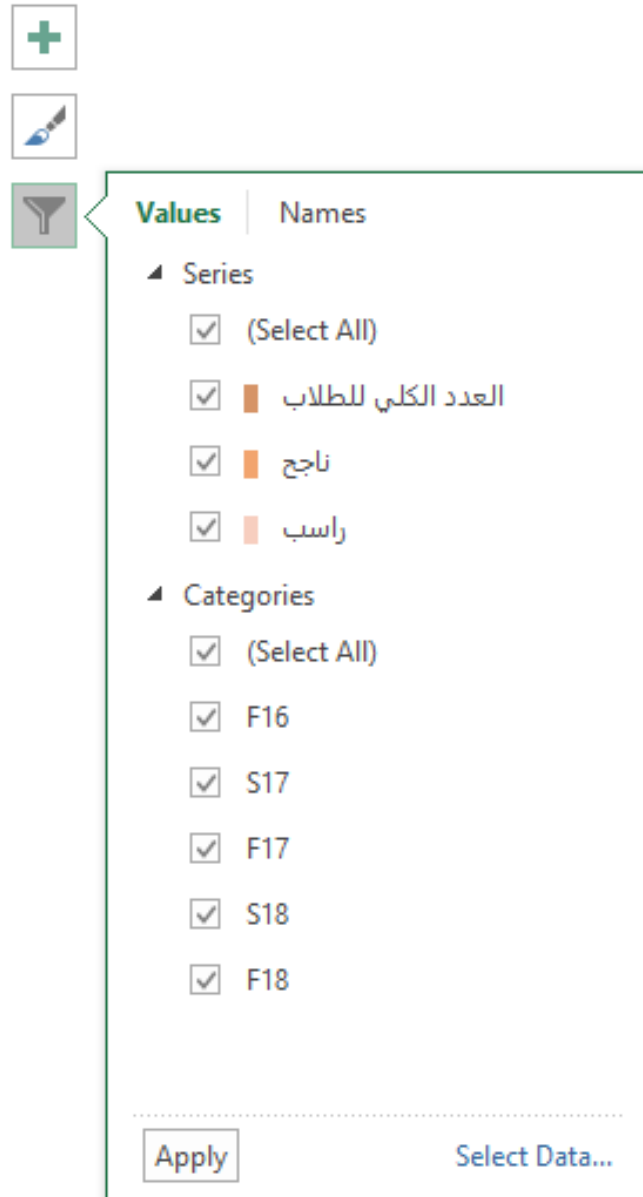 Values Names
Series
(Select All)
العدد الكلي للطلاب
ناجح
راسب
Categories
(Select All)
F16
S17
F17
S18
F18
Apply Select Data...